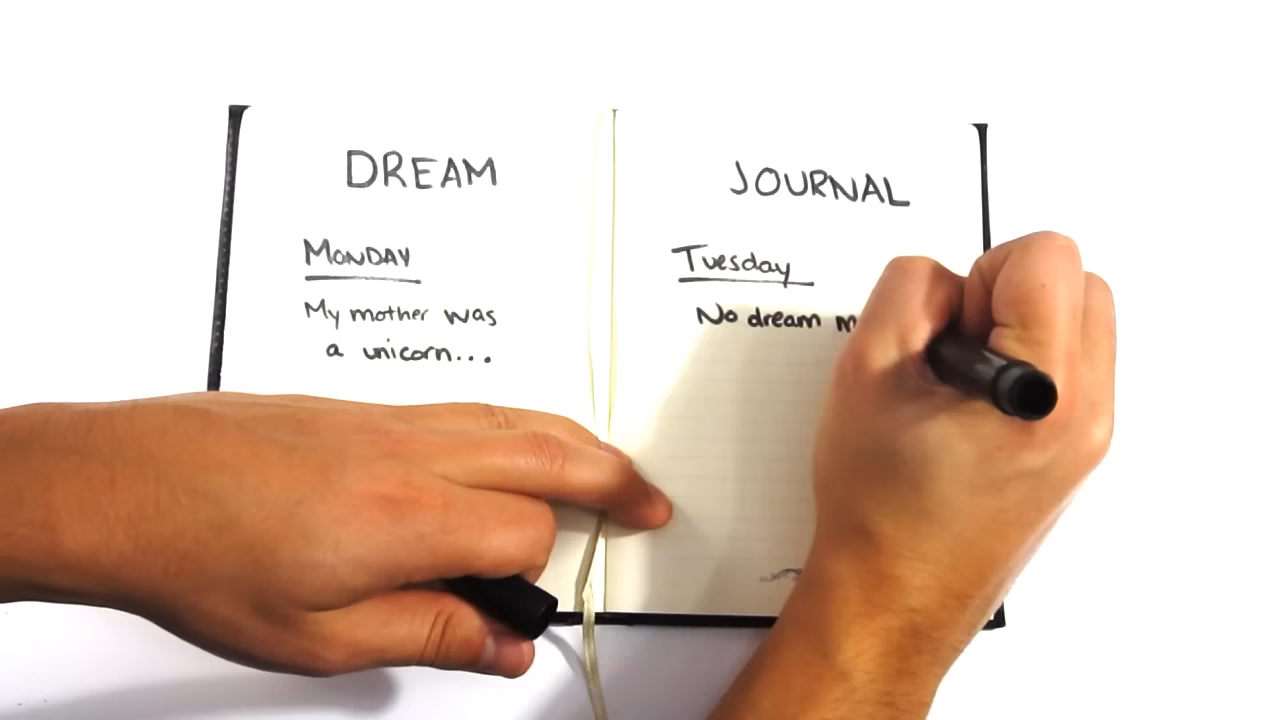 DREAM
MONDAY
My mother was
a unicorn...
JOURNAL
Tuesday
No dream m